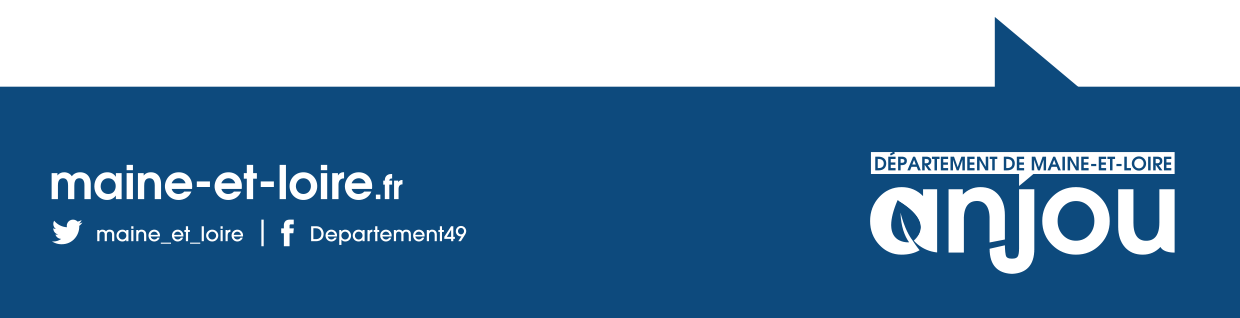 maine-et-loire.fr
maine_et_loire | Departement49
DÉPARTEMENT DE MAINE-ET-LOIRE
anjou